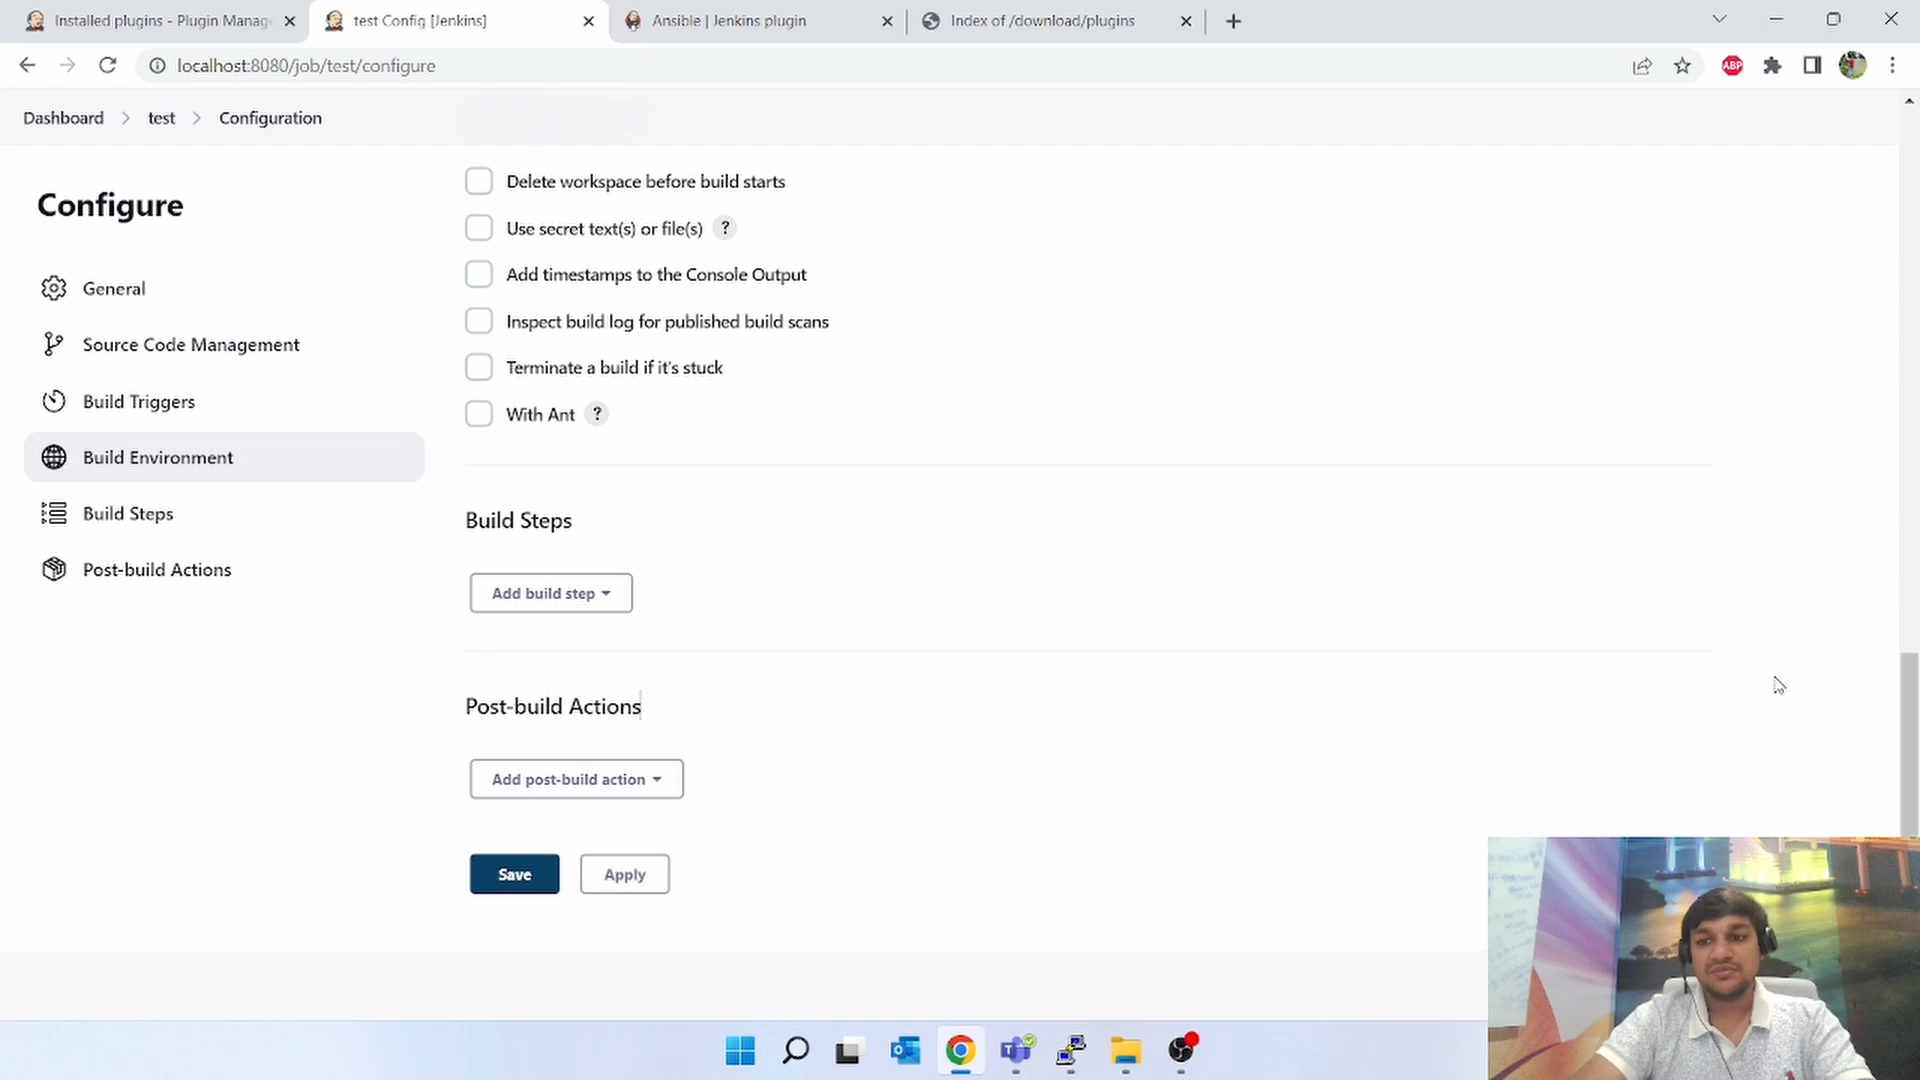 Installed plugins - Plugin Manag
test Config [Jenkins]
Ansible | Jenkins plugin
Index of /download/plugins
localhost:8080/job/test/configure
ABP
Dashboard
test
Configuration
Configure
General
Source Code Management
Build Triggers
Build Environment
Build Steps
Post-build Actions
Delete workspace before build starts
Use secret text(s) or file(s) ?
Add timestamps to the Console Output
Inspect build log for published build scans
Terminate a build if it's stuck
With Ant ?
Build Steps
Add build step
Post-build Actions
Add post-build action
Save
Apply